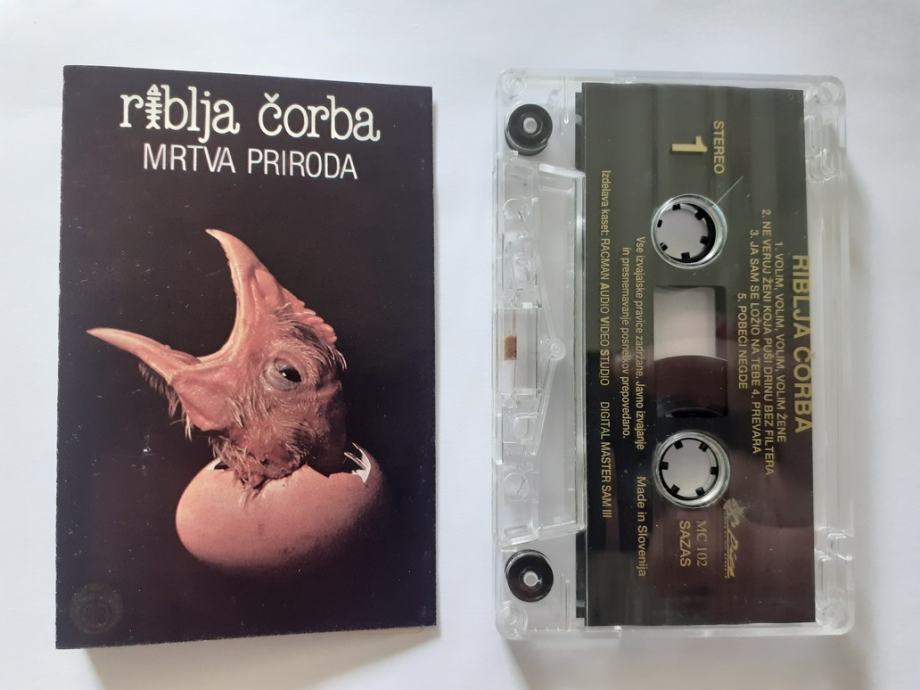 riblja čorba
MRTVA PRIRODA
RIBLJA ČORBA
1. VOLIM, VOLIM, VOLIM, VOLIM ŽENE
2. NE VERUJ ŽENI KOJA PUŠI DRINU BEZ FILTERA
3. JA SAM SE LOŽIO NA TEBE 4. PREVARA
5. POBEĆI NEGDE
STEREO
1
MC 102
SAZAS
Vse izvajalske pravice zadržane. Javno izvajanje
in presnemavanje posnetkov prepovedano.
Made in Slovenija
Izdelava kaset: RACMAN AUDIO VIDEO STUDIO DIGITAL MASTER SAM III